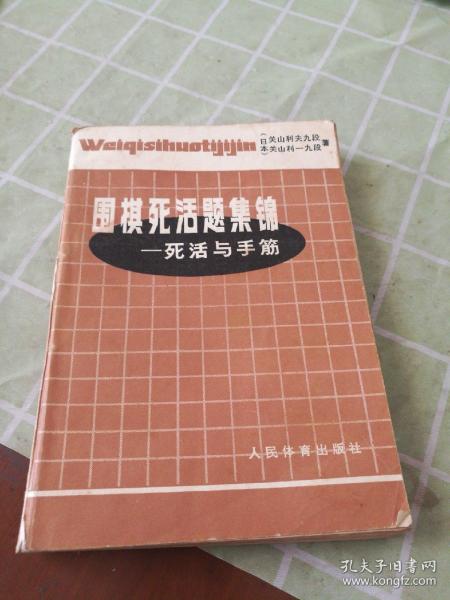 Weiqisihuotijijin
（日本）关山利夫九段
关山利一九段
著
围棋死活题集锦
—死活与手筋
人民体育出版社
孔夫子旧书网
www.kongfz.com